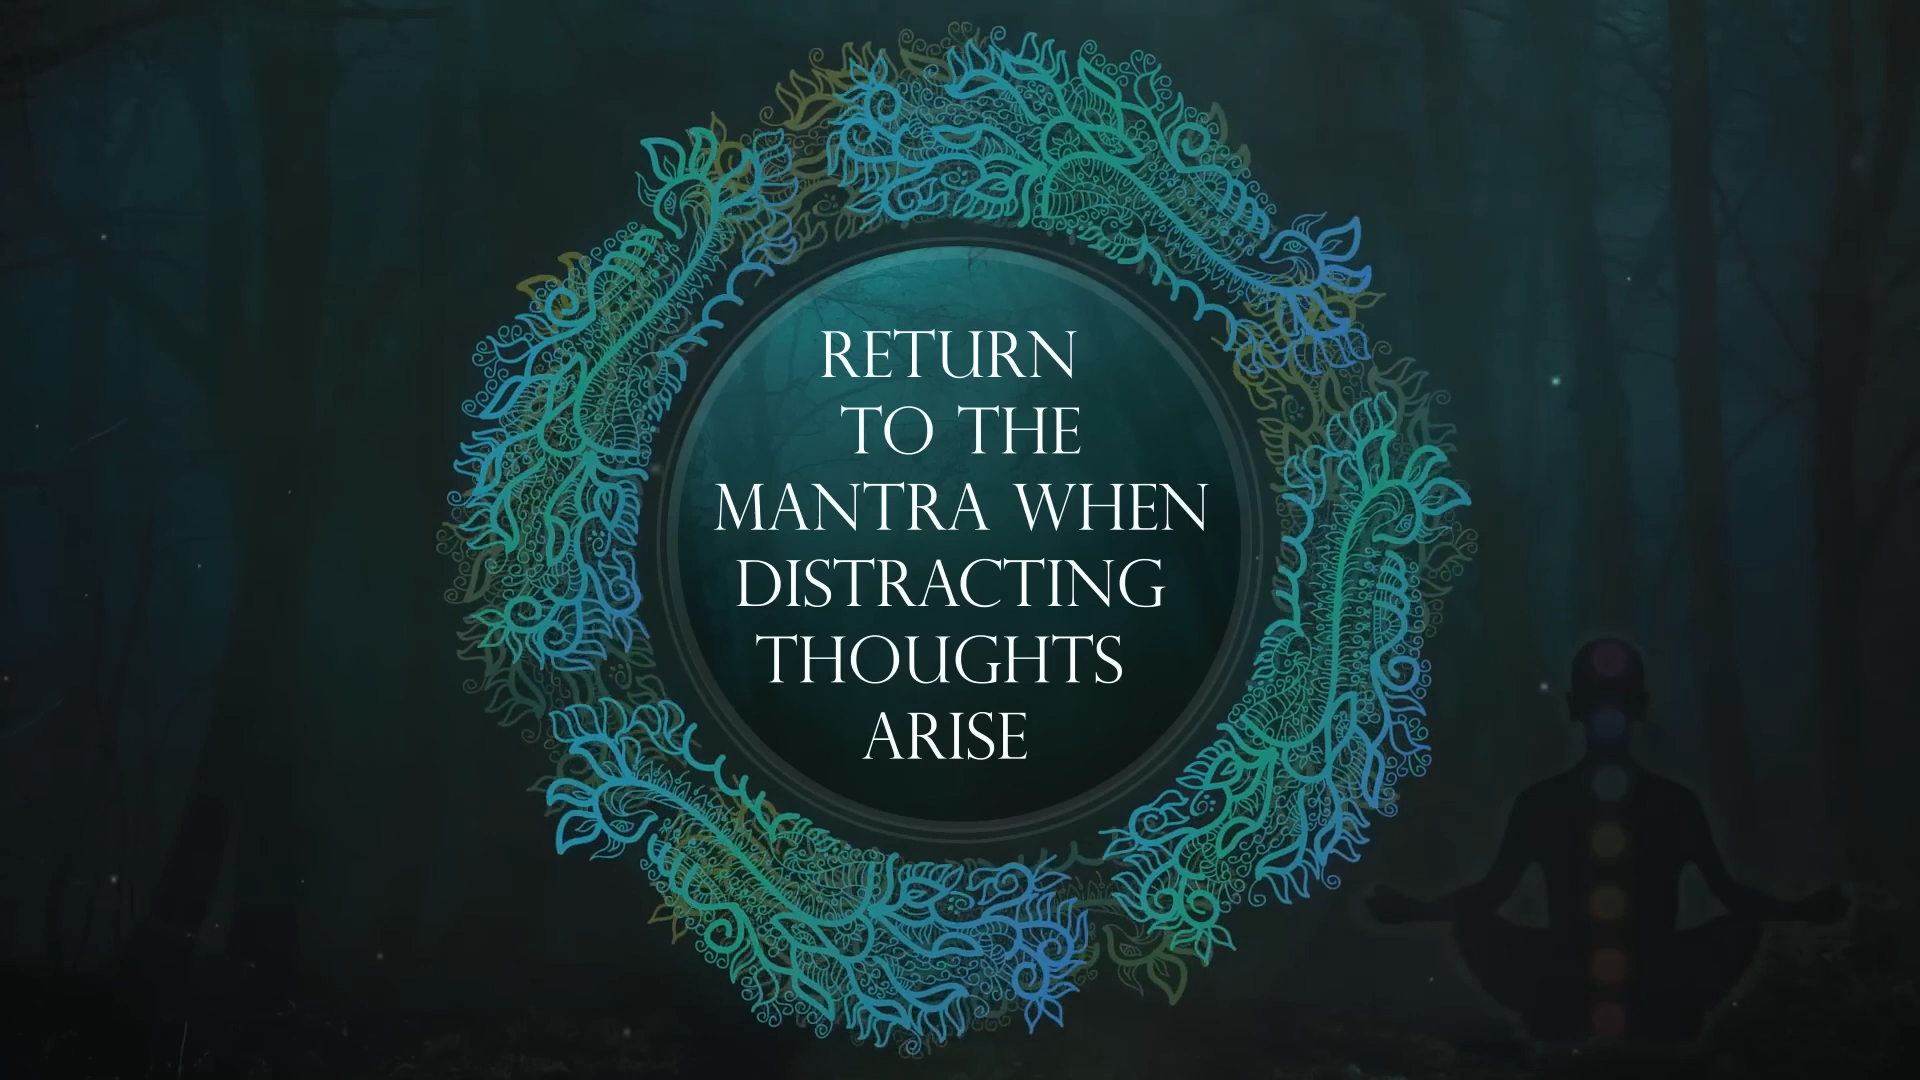 RETURN
TO THE
MANTRA WHEN
DISTRACTING
THOUGHTS
ARISE